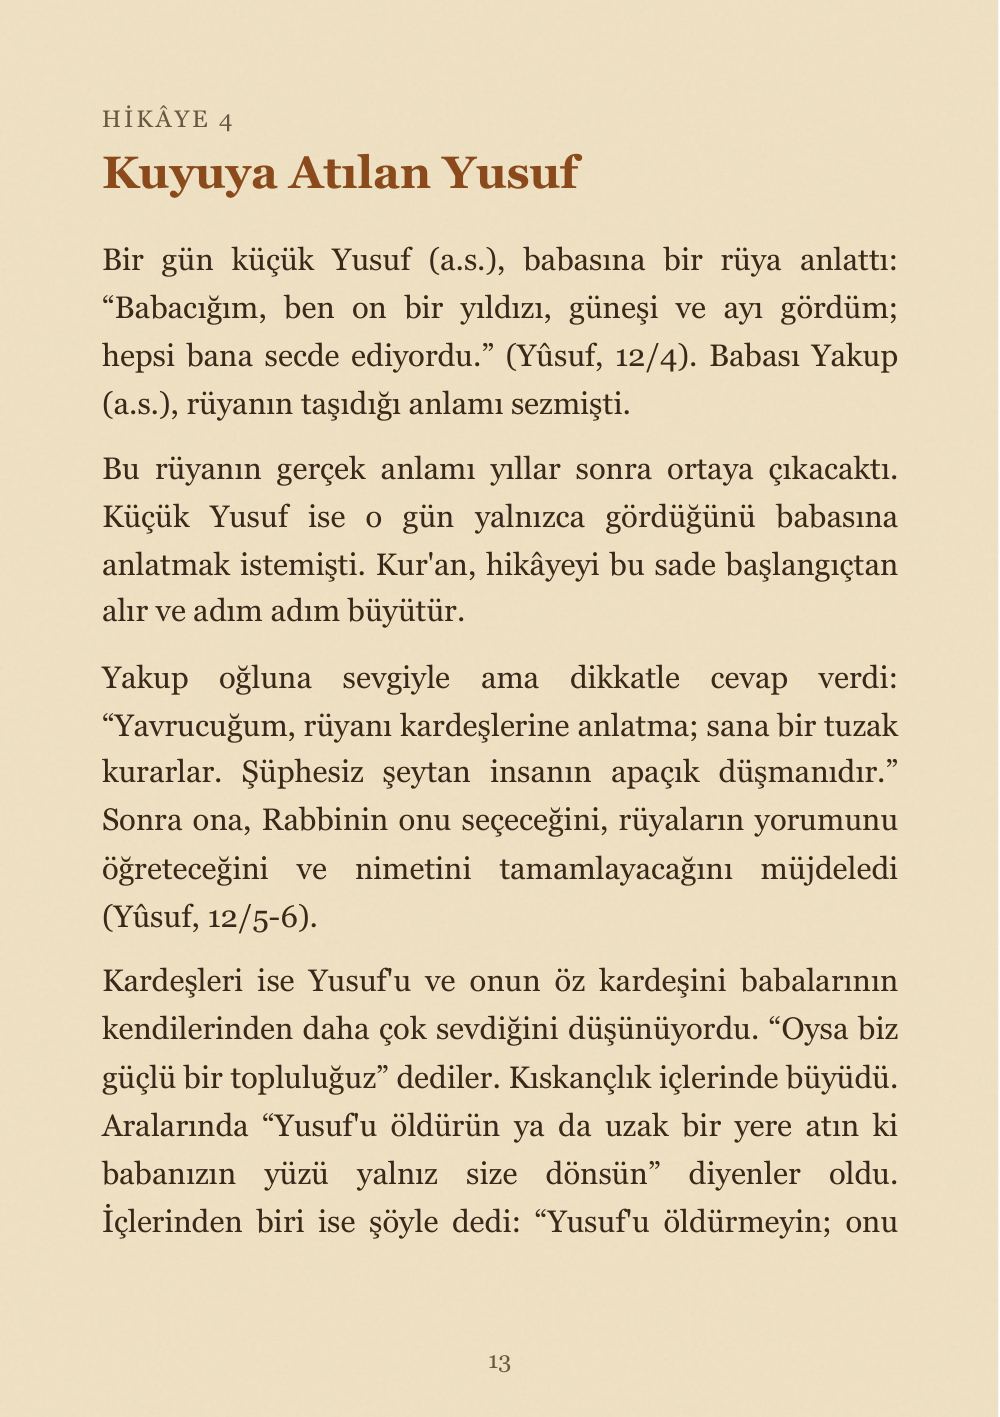 HİKÂYE 4
Kuyuya Atılan Yusuf
Bir gün küçük Yusuf (a.s.), babasına bir rüya anlattı:
“Babacığım, ben on bir yıldızı, güneşi ve ayı gördüm;
hepsi bana secde ediyordu.” (Yûsuf, 12/4). Babası Yakup
(a.s.), rüyanın taşıdığı anlamı sezmişti.
Bu rüyanın gerçek anlamı yıllar sonra ortaya çıkacaktı.
Küçük Yusuf ise o gün yalnızca gördüğünü babasına
anlatmak istemişti. Kur'an, hikâyeyi bu sade başlangıçtan
alır ve adım adım büyütür.
Yakup oğluna sevgiyle ama dikkatle cevap verdi:
“Yavrucuğum, rüyanı kardeşlerine anlatma; sana bir tuzak
kurarlar. Şüphesiz şeytan insanın apaçık düşmanıdır.”
Sonra ona, Rabbinin onu seçeceğini, rüyaların yorumunu
öğreteceğini ve nimetini tamamlayacağını müjdeledi
(Yûsuf, 12/5-6).
Kardeşleri ise Yusuf'u ve onun öz kardeşini babalarının
kendilerinden daha çok sevdiğini düşünüyordu. “Oysa biz
güçlü bir topluluğuz” dediler. Kıskançlık içlerinde büyüdü.
Aralarında “Yusuf'u öldürün ya da uzak bir yere atın ki
babanızın yüzü yalnız size dönsün” diyenler oldu.
İçlerinden biri ise şöyle dedi: “Yusuf'u öldürmeyin; onu
13